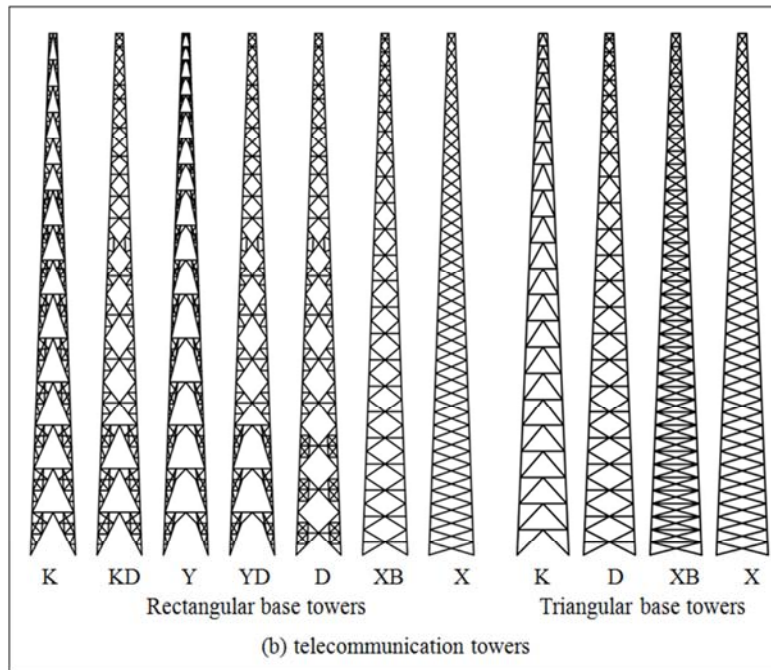 K KD Y YD D XB X K D XB X
Rectangular base towers Triangular base towers
(b) telecommunication towers